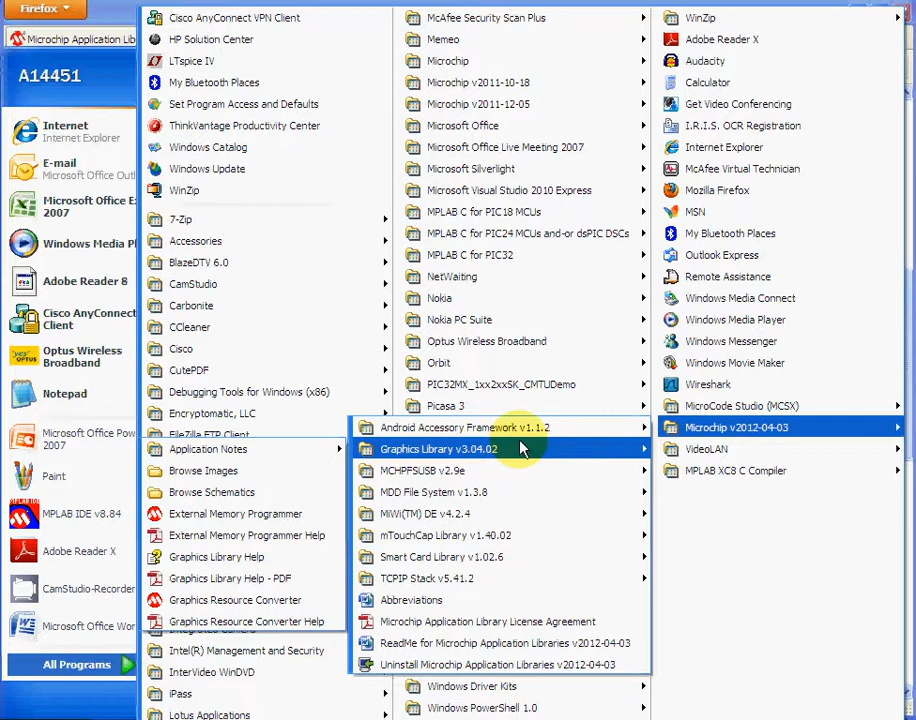 Firefox
Microchip Application Lib
A14451
Internet
Internet Explorer
E-mail
Microsoft Office Outl
Microsoft Office E
2007
Windows Media P
Adobe Reader 8
Cisco AnyConnect
Client
Optus Wireless
Broadband
Notepad
Microsoft Office Po
2007
Paint
MPLAB IDE v8.84
Adobe Reader X
CamStudio-Recorder
Microsoft Office Wor
All Programs
Cisco AnyConnect VPN Client
HP Solution Center
LTspice IV
My Bluetooth Places
Set Program Access and Defaults
ThinkVantage Productivity Center
Windows Catalog
Windows Update
WinZip
7-Zip
Accessories
BlazeDTV 6.0
CamStudio
Carbonite
CCleaner
Cisco
CutePDF
Debugging Tools for Windows (x86)
Encryptomatic, LLC
FileZilla FTP Client
Application Notes
Browse Images
Browse Schematics
External Memory Programmer
External Memory Programmer Help
Graphics Library Help
Graphics Library Help - PDF
Graphics Resource Converter
Graphics Resource Converter Help
Intel(R) Management and Security
InterVideo WinDVD
iPass
Lotus Applications
McAfee Security Scan Plus
Memeo
Microchip
Microchip v2011-10-18
Microchip v2011-12-05
Microsoft Office
Microsoft Office Live Meeting 2007
Microsoft Silverlight
Microsoft Visual Studio 2010 Express
MPLAB C for PIC18 MCUs
MPLAB C for PIC24 MCUs and-or dsPIC DSCs
MPLAB C for PIC32
NetWaiting
Nokia
Nokia PC Suite
Optus Wireless Broadband
Orbit
PIC32MX_1xx2xxSK_CMTUDemo
Picasa 3
Android Accessory Framework v1.1.2
Graphics Library v3.04.02
MCHPFSUSB v2.9e
MDD File System v1.3.8
MiWi(TM) DE v4.2.4
mTouchCap Library v1.40.02
Smart Card Library v1.02.6
TCPIP Stack v5.41.2
Abbreviations
Microchip Application Library License Agreement
ReadMe for Microchip Application Libraries v2012-04-03
Uninstall Microchip Application Libraries v2012-04-03
Windows Driver Kits
Windows PowerShell 1.0
WinZip
Adobe Reader X
Audacity
Calculator
Get Video Conferencing
I.R.I.S. OCR Registration
Internet Explorer
McAfee Virtual Technician
Mozilla Firefox
MSN
My Bluetooth Places
Outlook Express
Remote Assistance
Windows Media Connect
Windows Media Player
Windows Messenger
Windows Movie Maker
Wireshark
MicroCode Studio (MCSX)
Microchip v2012-04-03
VideoLAN
MPLAB XC8 C Compiler